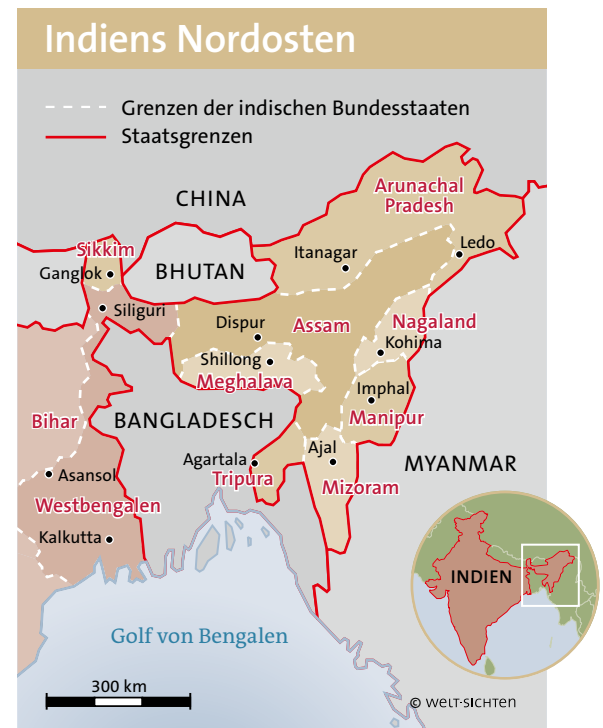 Indiens Nordosten
Grenzen der indischen Bundesstaaten
Staatsgrenzen
CHINA
Arunachal
Pradesh
Sikkim
Ganglok
BHUTAN
Itanagar
Ledo
Siliguri
Dispur
Assam
Nagaland
Kohima
Shillong
Meghalava
Imphal
Manipur
Bihar
BANGLADESCH
Ajal
Agartala
Tripura
MYANMAR
Mizoram
Asansol
Westbengalen
Kalkutta
INDIEN
Golf von Bengalen
300 km
© WELT-SICHTEN